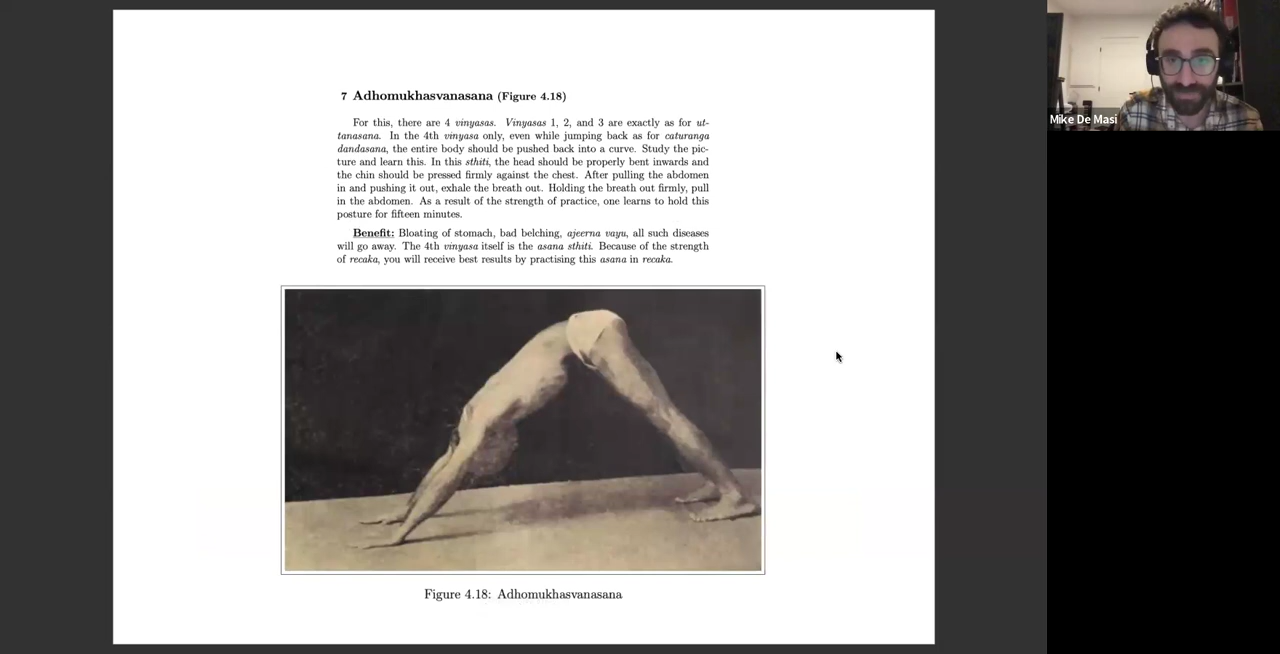 7 Adhomukhasvanasana (Figure 4.18)
For this, there are 4 vinyasas. Vinyasas 1, 2, and 3 are exactly as for ut-
tanasana. In the 4th vinyasa only, even while jumping back as for caturanga
dandasana, the entire body should be pushed back into a curve. Study the pic-
ture and learn this. In this sthiti, the head should be properly bent inwards and
the chin should be pressed firmly against the chest. After pulling the abdomen
in and pushing it out, exhale the breath out. Holding the breath out firmly, pull
in the abdomen. As a result of the strength of practice, one learns to hold this
posture for fifteen minutes.
Benefit: Bloating of stomach, bad belching, ajeerna vayu, all such diseases
will go away. The 4th vinyasa itself is the asana sthiti. Because of the strength
of recaka, you will receive best results by practising this asana in recaka.
Figure 4.18: Adhomukhasvanasana
Mike De Masi